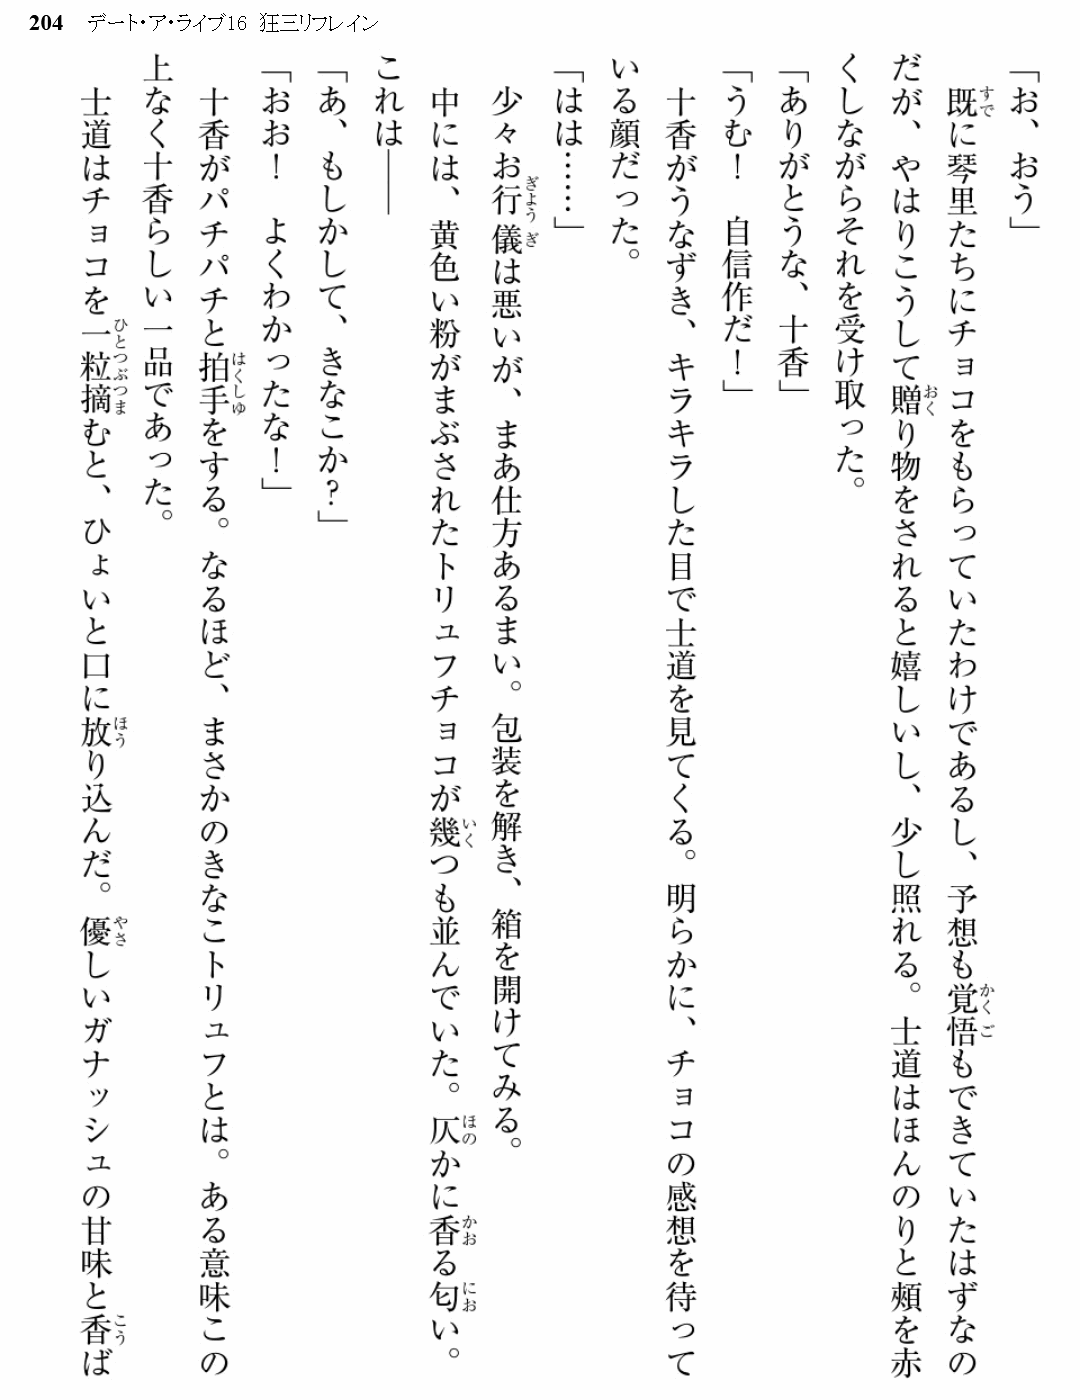 204 デート・ア・ライブ16 狂三リフレイン
「お、おう」
既に琴里たちにチョコをもらっていたわけであるし、予想も覚悟もできていたはずなの
だが、やはりこうして贈り物をされると嬉しいし、少し照れる。士道はほんのりと頰を赤
くしながらそれを受け取った。
「ありがとうな、十香」
「うむ！　自信作だ！」
十香がうなずき、キラキラした目で士道を見てくる。明らかに、チョコの感想を待って
いる顔だった。
「はは……」
少々お行儀は悪いが、まあ仕方あるまい。包装を解き、箱を開けてみる。
中には、黄色い粉がまぶされたトリュフチョコが幾つも並んでいた。仄かに香る匂い。
これは――
「あ、もしかして、きなこか？」
「おお！　よくわかったな！」
十香がパチパチと拍手をする。なるほど、まさかのきなこトリュフとは。ある意味この
上なく十香らしい一品であった。
士道はチョコを一粒摘むと、ひょいと口に放り込んだ。優しいガナッシュの甘味と香ば